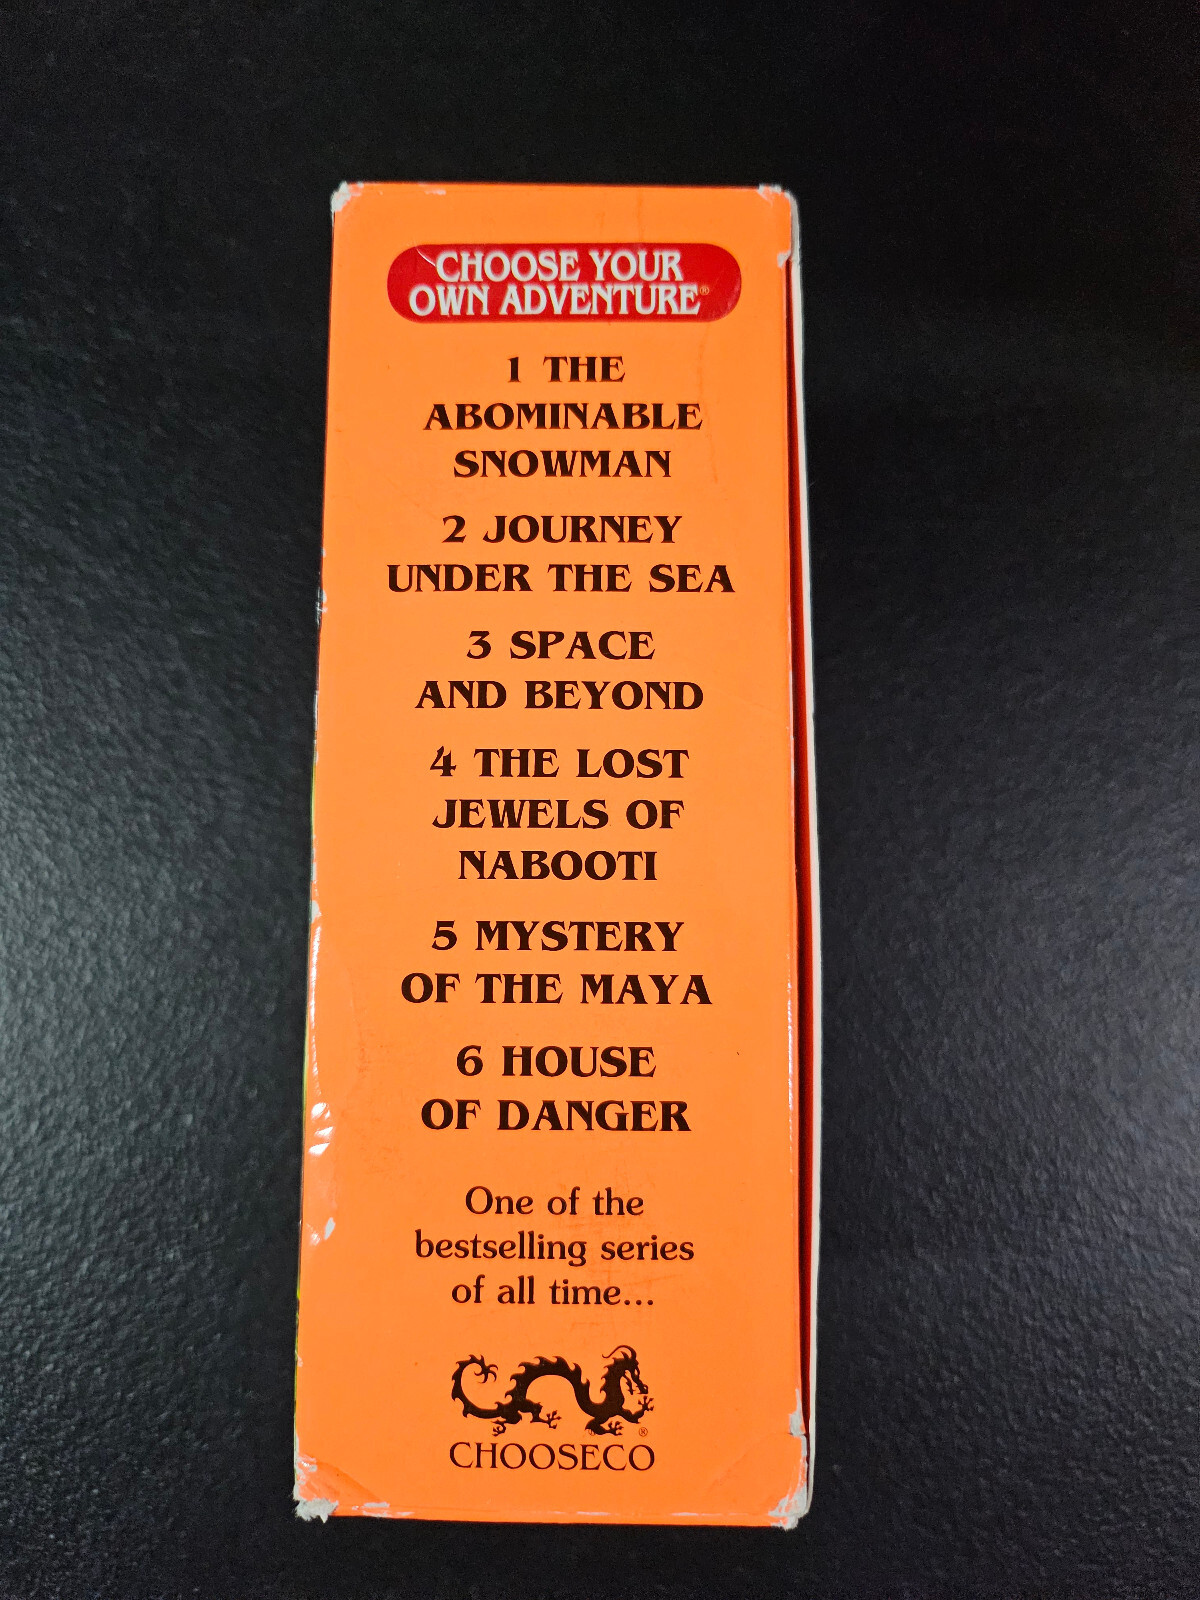 CHOOSE YOUR
OWN ADVENTURE®
1 THE
ABOMINABLE
SNOWMAN
2 JOURNEY
UNDER THE SEA
3 SPACE
AND BEYOND
4 THE LOST
JEWELS OF
NABOOTI
5 MYSTERY
OF THE MAYA
6 HOUSE
OF DANGER
One of the
bestselling series
of all time...
®
CHOOSECO